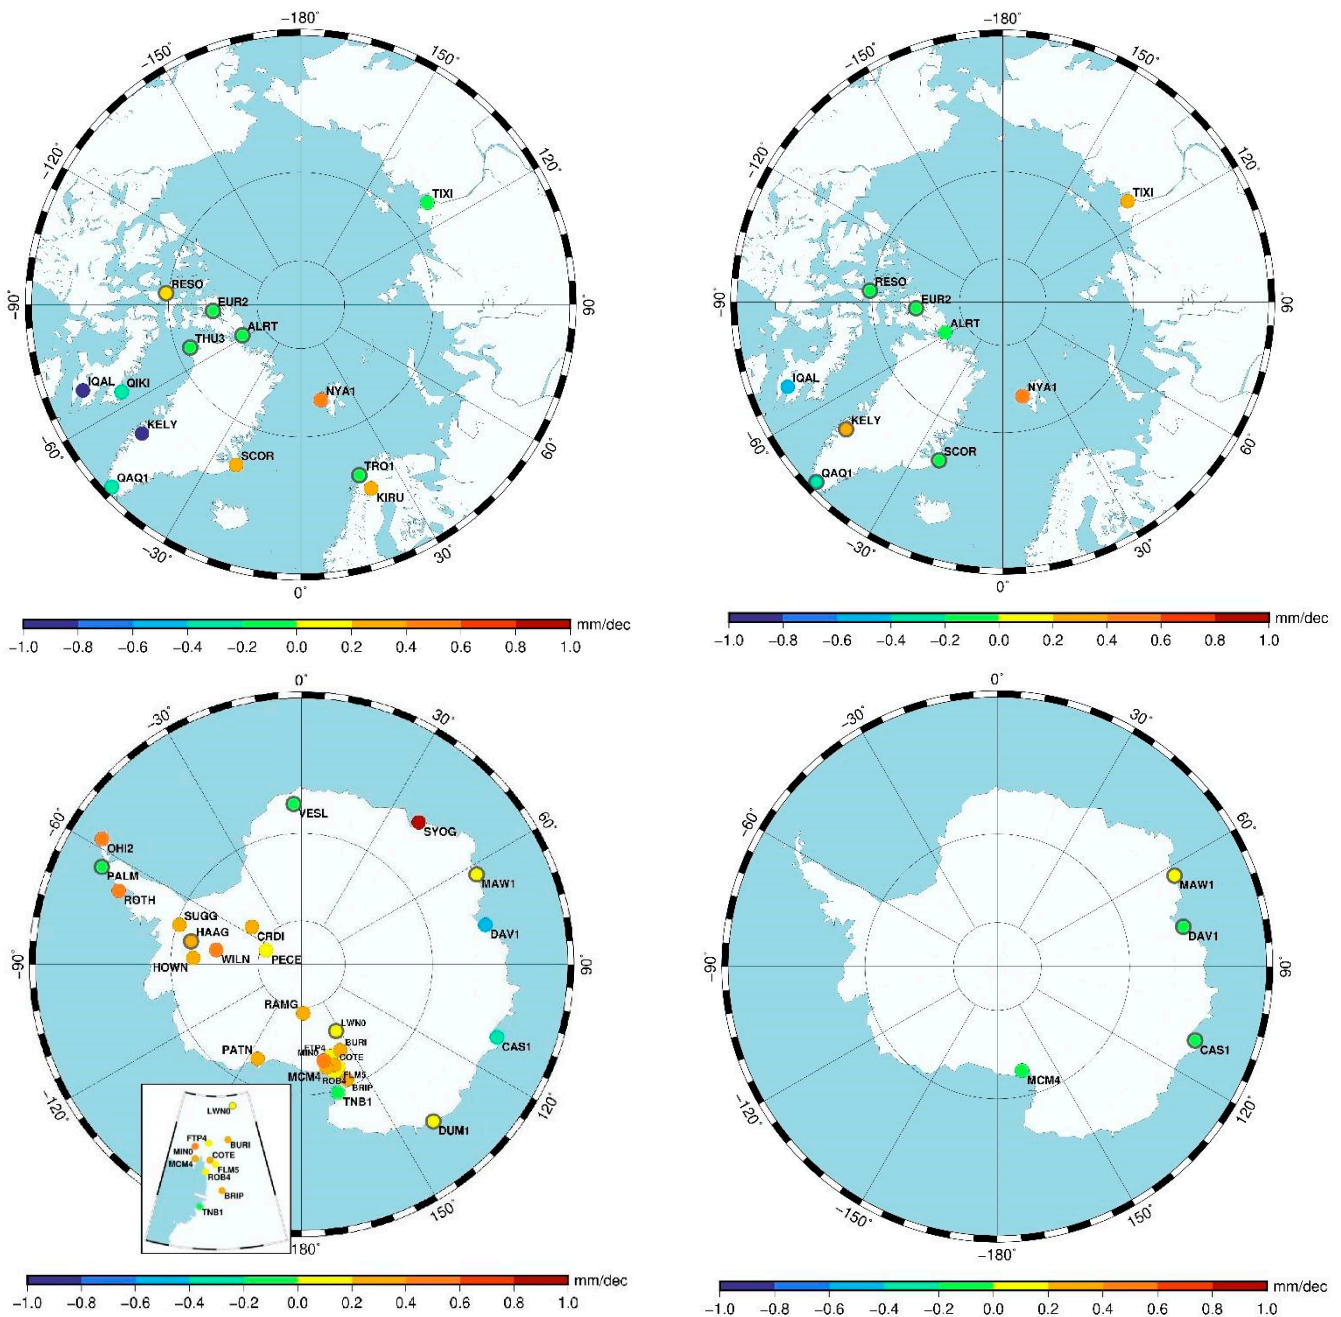 -180°
-150°
150°
-120°
120°
-90°
90°
-60°
60°
-30°
30°
0°
TIXI
RESO
EUR2
ALRT
THU3
IQAL
QIKI
NYA1
KELY
SCOR
TRO1
QAQ1
KIRU
-1.0 -0.8 -0.6 -0.4 -0.2 0.0 0.2 0.4 0.6 0.8 1.0
mm/dec
-180°
-150°
150°
-120°
120°
-90°
90°
-60°
60°
-30°
30°
0°
TIXI
RESO
EUR2
ALRT
IQAL
NYA1
KELY
SCOR
QAQ1
-1.0 -0.8 -0.6 -0.4 -0.2 0.0 0.2 0.4 0.6 0.8 1.0
mm/dec
0°
-30°
30°
-60°
60°
-90°
90°
-120°
120°
150°
180°
VESL
SYOG
OHI2
PALM
ROTH
MAW1
SUGG
HAAG
CRDI
DAV1
HOWN
WILN
PECE
RAMG
LWN0
CAS1
PATN
FTP4
BURI
MIN0
COTE
MCM4
FLM5
ROB4
BRIP
TNB1
DUM1
LWN0
FTP4
BURI
MIN0
COTE
MCM4
FLM5
ROB4
BRIP
TNB1
-1.0 -0.8 -0.6 -0.4 -0.2 0.0 0.2 0.4 0.6 0.8 1.0
mm/dec
0°
-30°
30°
-60°
60°
-90°
90°
-120°
120°
-150°
150°
-180°
MAW1
DAV1
CAS1
MCM4
-1.0 -0.8 -0.6 -0.4 -0.2 0.0 0.2 0.4 0.6 0.8 1.0
mm/dec